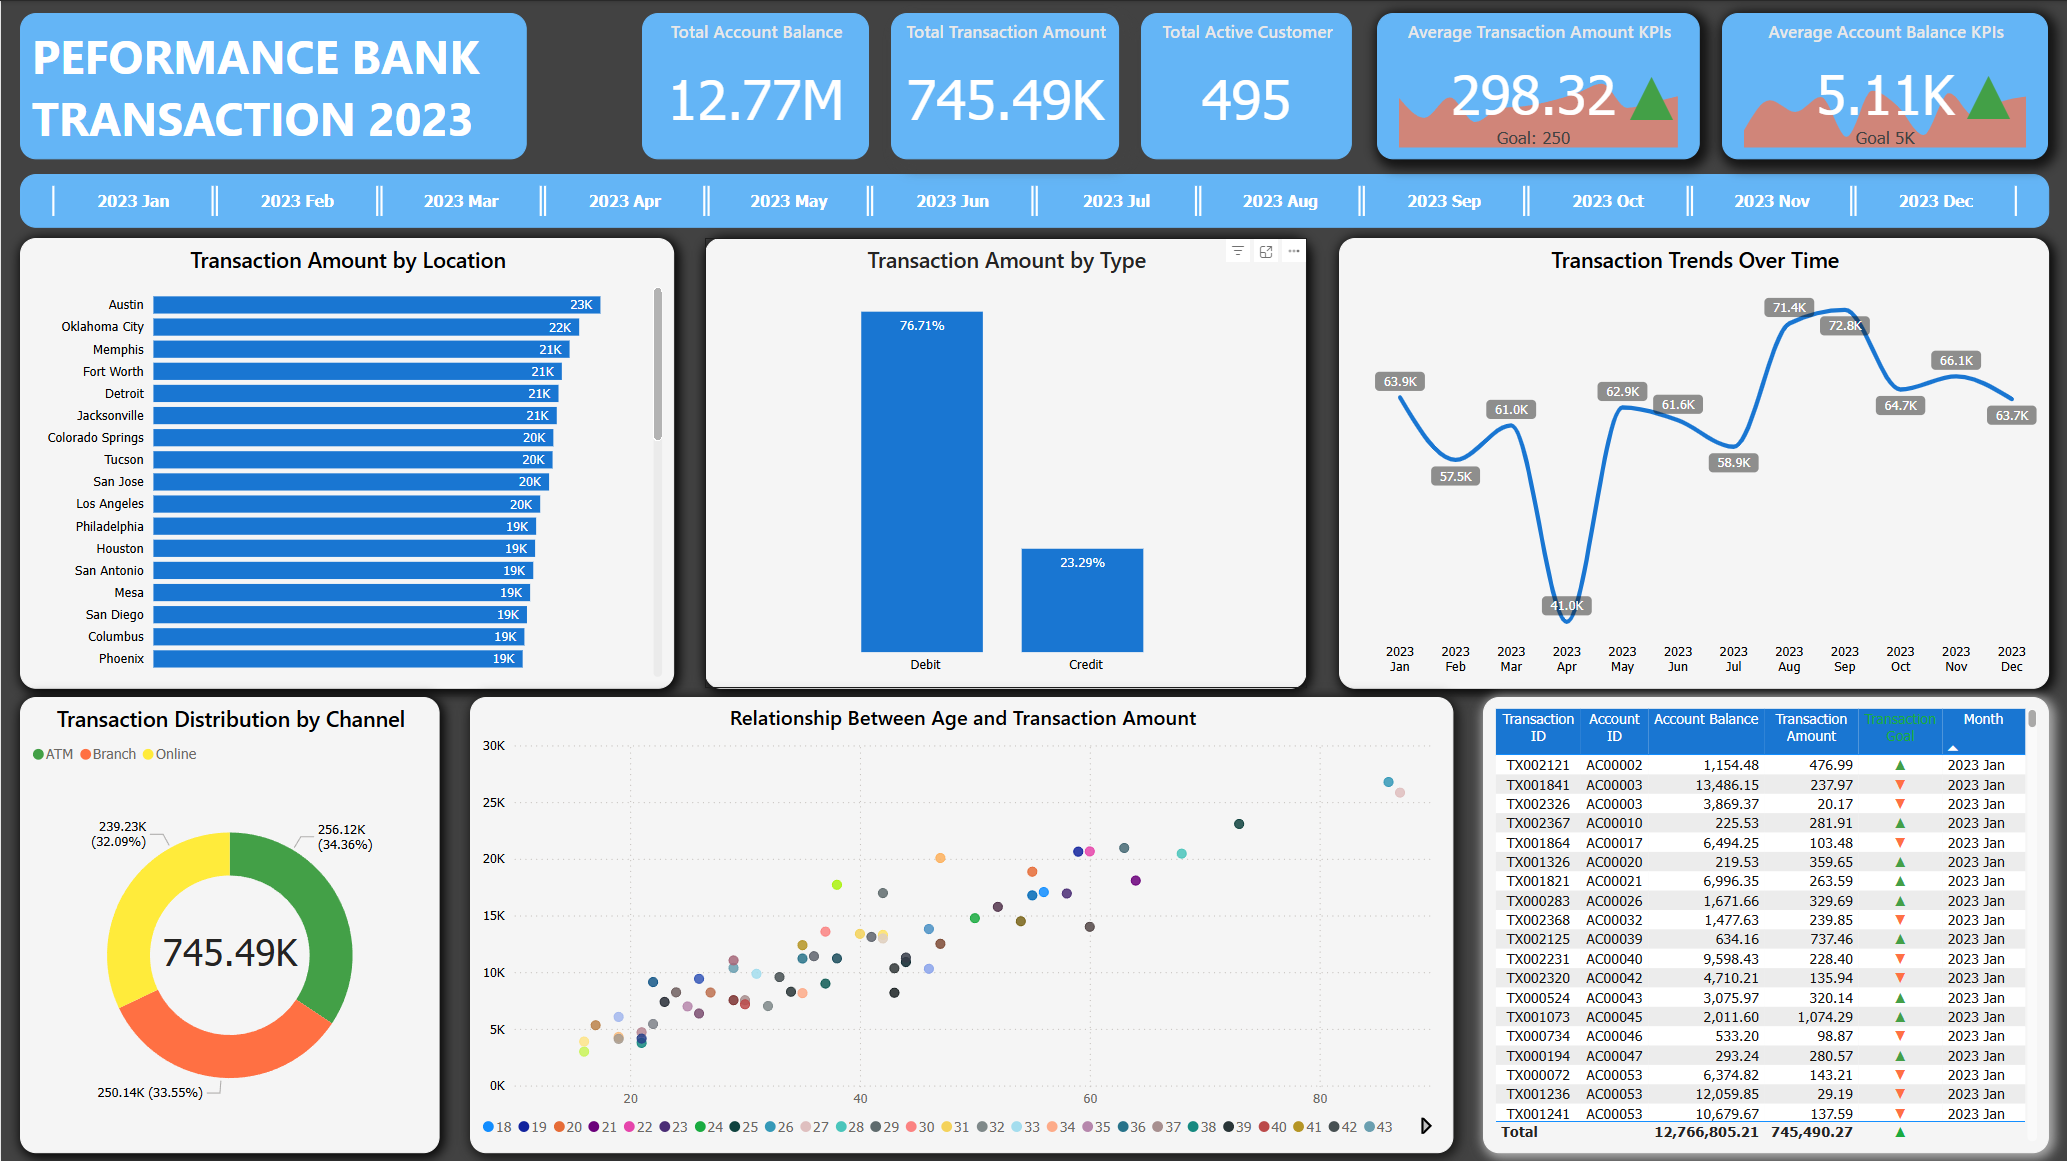 PEFORMANCE BANK
TRANSACTION 2023
Total Account Balance
12.77M
Total Transaction Amount
745.49K
Total Active Customer
495
Average Transaction Amount KPIs
298.32
Goal: 250
Average Account Balance KPIs
5.11K
Goal 5K
2023 Jan 2023 Feb 2023 Mar 2023 Apr 2023 May 2023 Jun 2023 Jul 2023 Aug 2023 Sep 2023 Oct 2023 Nov 2023 Dec
Transaction Amount by Location
Austin 23K
Oklahoma City 22K
Memphis 21K
Fort Worth 21K
Detroit 21K
Jacksonville 21K
Colorado Springs 20K
Tucson 20K
San Jose 20K
Los Angeles 20K
Philadelphia 19K
Houston 19K
San Antonio 19K
Mesa 19K
San Diego 19K
Columbus 19K
Phoenix 19K
Transaction Amount by Type
76.71%
23.29%
Debit Credit
Transaction Trends Over Time
63.9K 57.5K 61.0K 41.0K 62.9K 61.6K 58.9K 71.4K 72.8K 64.7K 66.1K 63.7K
2023 2023 2023 2023 2023 2023 2023 2023 2023 2023 2023 2023
Jan Feb Mar Apr May Jun Jul Aug Sep Oct Nov Dec
Transaction Distribution by Channel
ATM Branch Online
239.23K
(32.09%)
256.12K
(34.36%)
745.49K
250.14K (33.55%)
Relationship Between Age and Transaction Amount
30K
25K
20K
15K
10K
5K
0K
20 40 60 80
18 19 20 21 22 23 24 25 26 27 28 29 30 31 32 33 34 35 36 37 38 39 40 41 42 43
Transaction Account Account Balance Transaction Transaction Month
ID ID Amount Goal
TX002121 AC00002 1,154.48 476.99 2023 Jan
TX001841 AC00003 13,486.15 237.97 2023 Jan
TX002326 AC00003 3,869.37 20.17 2023 Jan
TX002367 AC00010 225.53 281.91 2023 Jan
TX001864 AC00017 6,494.25 103.48 2023 Jan
TX001326 AC00020 219.53 359.65 2023 Jan
TX001821 AC00021 6,996.35 263.59 2023 Jan
TX000283 AC00026 1,671.66 329.69 2023 Jan
TX002368 AC00032 1,477.63 239.85 2023 Jan
TX002125 AC00039 634.16 737.46 2023 Jan
TX002231 AC00040 9,598.43 228.40 2023 Jan
TX002320 AC00042 4,710.21 135.94 2023 Jan
TX000524 AC00043 3,075.97 320.14 2023 Jan
TX001073 AC00045 2,011.60 1,074.29 2023 Jan
TX000734 AC00046 533.20 98.87 2023 Jan
TX000194 AC00047 293.24 280.57 2023 Jan
TX000072 AC00053 6,374.82 143.21 2023 Jan
TX001236 AC00053 12,059.85 29.19 2023 Jan
TX001241 AC00053 10,679.67 137.59 2023 Jan
Total 12,766,805.21 745,490.27